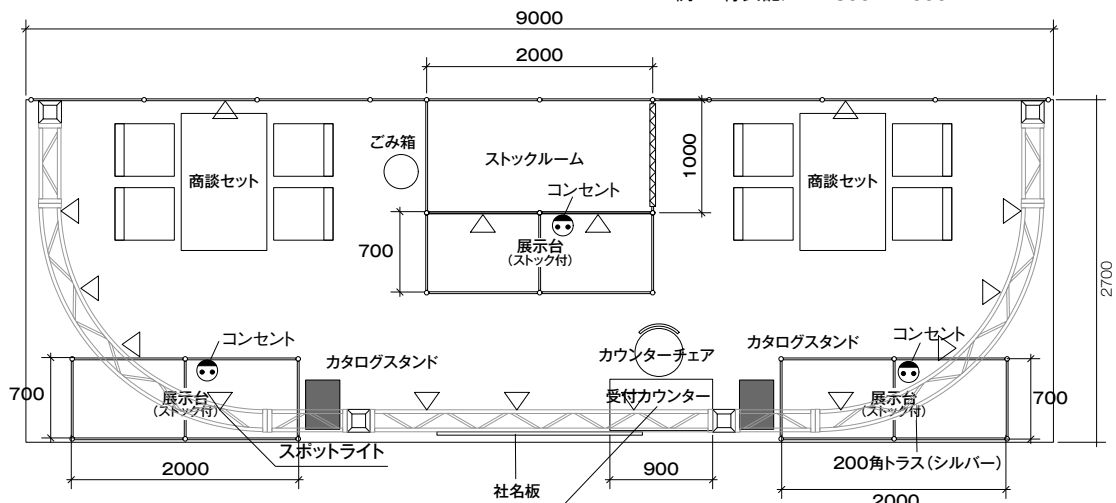 9000
2000
ごみ箱
ストックルーム
1000
商談セット
商談セット
コンセント
700
展示台
(ストック付)
2700
コンセント
カタログスタンド
カウンターチェア
カタログスタンド
コンセント
700
展示台
(ストック付)
受付カウンター
展示台
(ストック付)
700
スポットライト
2000
社名板
900
200角トラス(シルバー)
2000